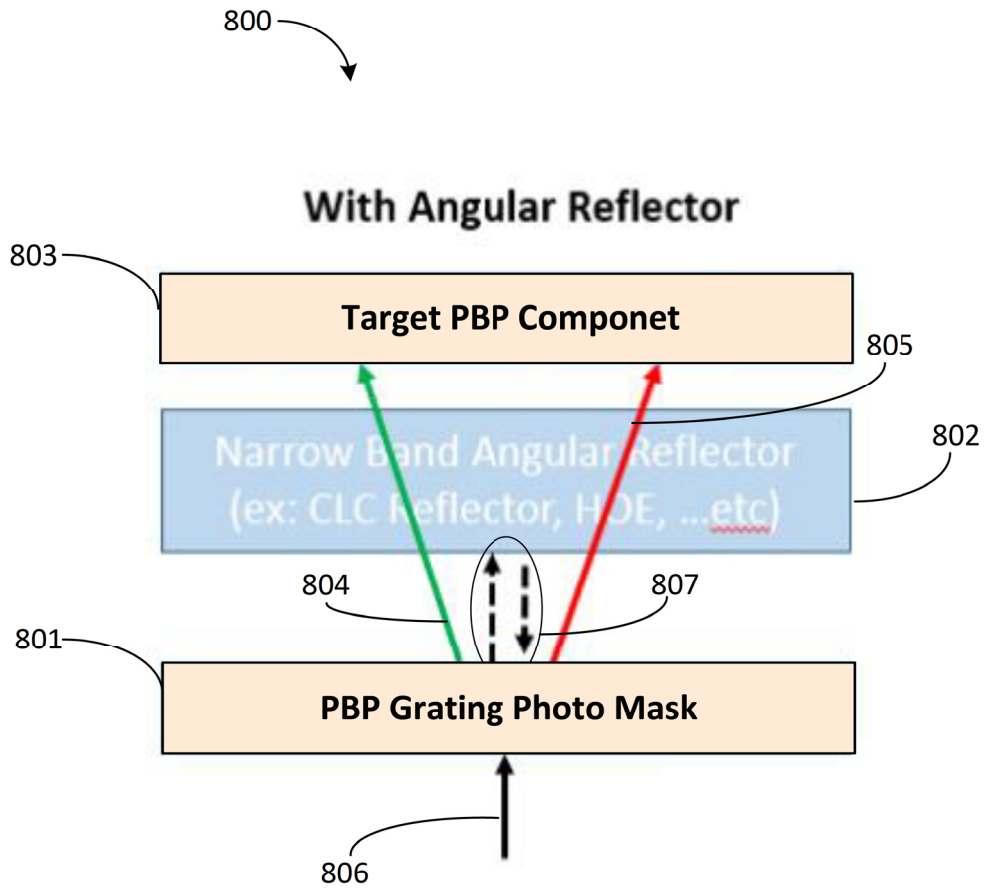 800
With Angular Reflector
803
Target PBP Componet
805
802
Narrow Band Angular Reflector
(ex: CLC Reflector, HOE, ...etc)
804
807
801
PBP Grating Photo Mask
806